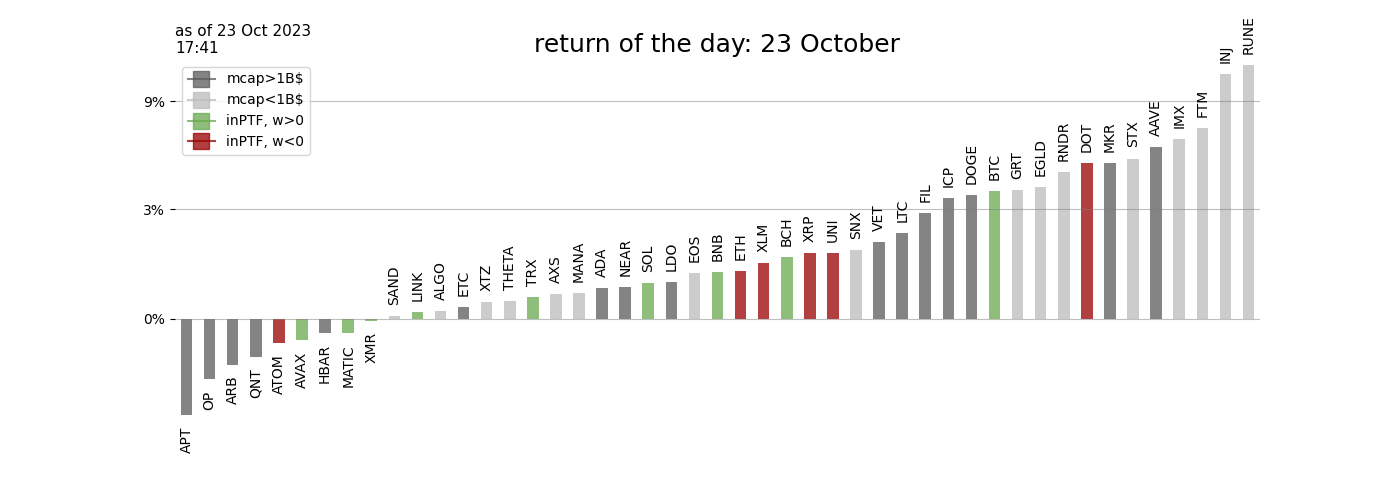 as of 23 Oct 2023
17:41
return of the day: 23 October
mcap>1B$
mcap<1B$
inPTF, w>0
inPTF, w<0
9%
3%
0%
APT
OP
ARB
QNT
ATOM
AVAX
HBAR
MATIC
XMR
SAND
LINK
ALGO
ETC
XTZ
THETA
TRX
AXS
MANA
ADA
NEAR
SOL
LDO
EOS
BNB
ETH
XLM
BCH
XRP
UNI
SNX
VET
LTC
FIL
ICP
DOGE
BTC
GRT
EGLD
RNDR
DOT
MKR
STX
AAVE
IMX
FTM
INJ
RUNE